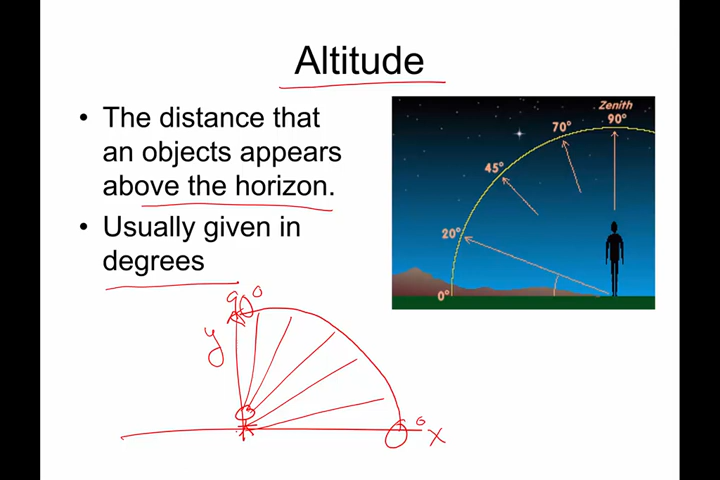 Altitude
• The distance that
an objects appears
above the horizon.
• Usually given in
degrees
Zenith
90°
70°
45°
20°
0°
90°
y
0°
x